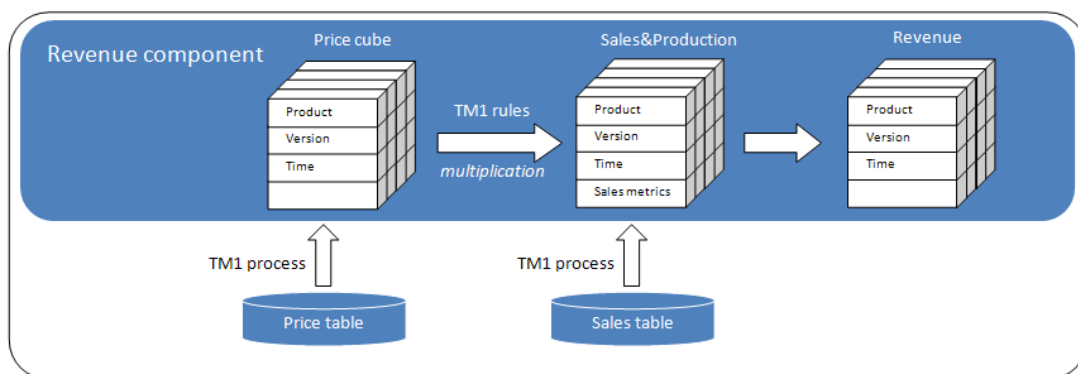 Revenue component
Price cube
Product
Version
Time
TM1 rules
multiplication
Sales&Production
Product
Version
Time
Sales metrics
Revenue
Product
Version
Time
TM1 process
Price table
TM1 process
Sales table